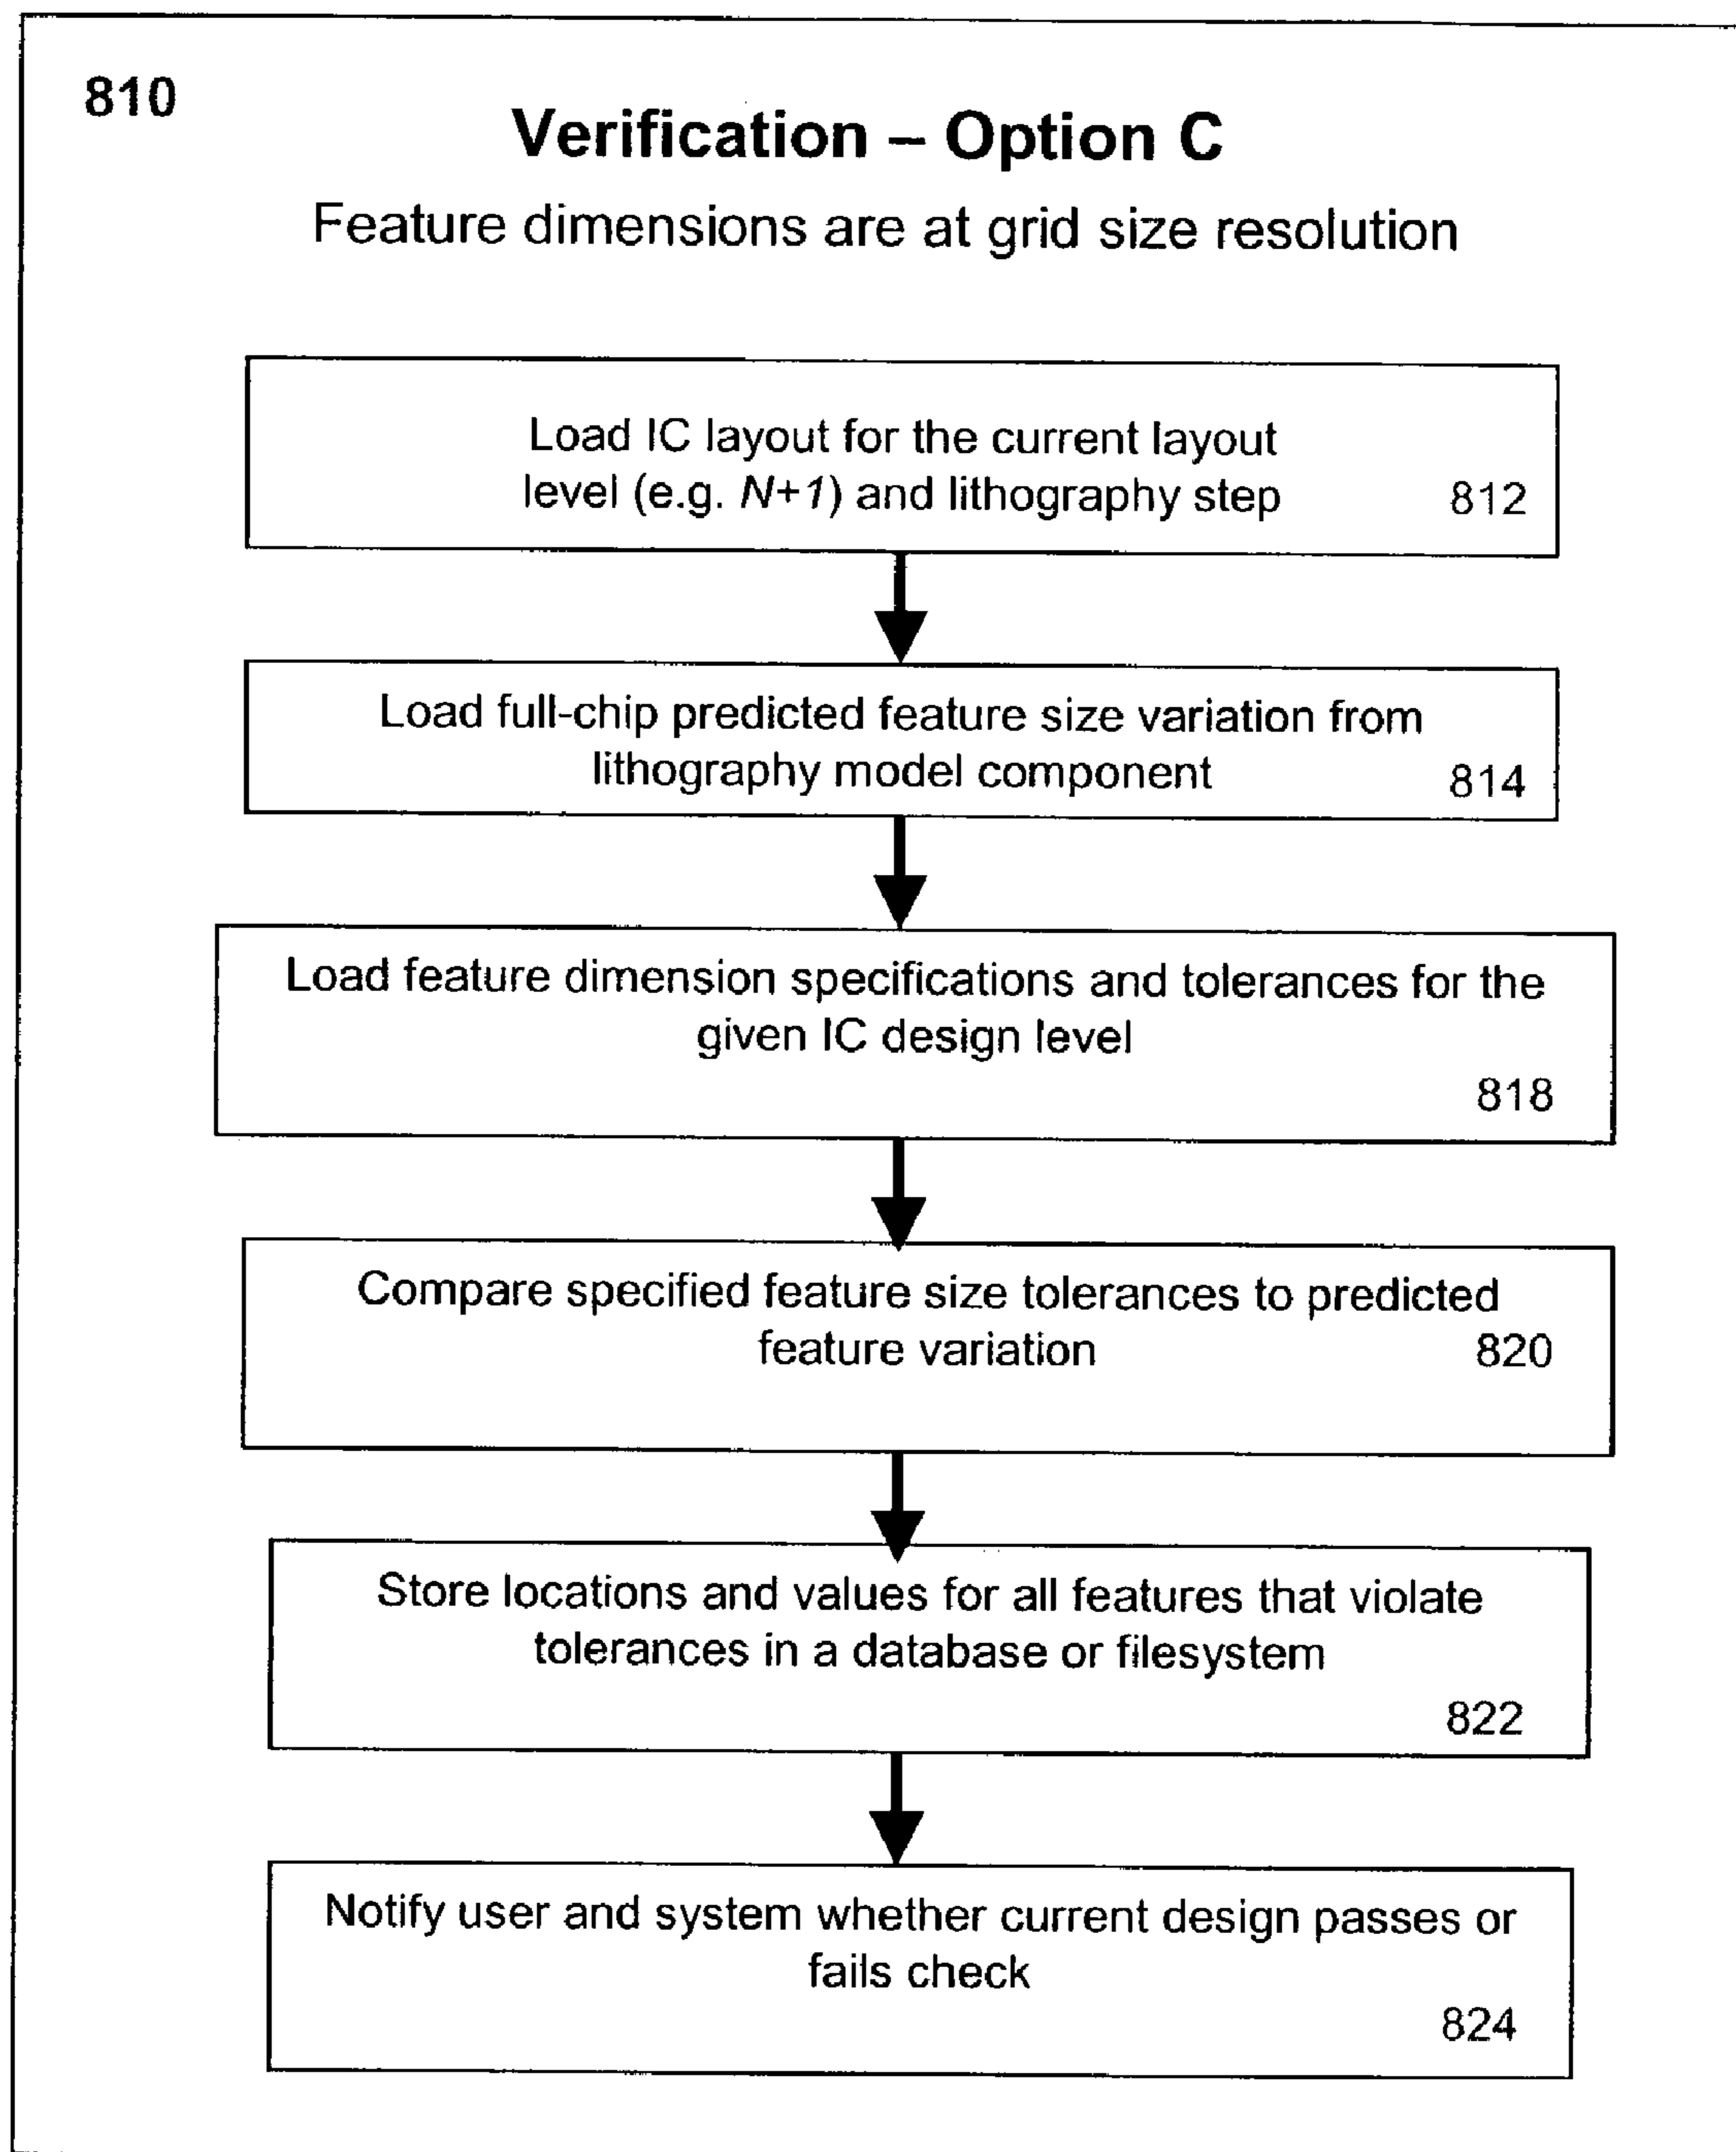 810
Verification – Option C
Feature dimensions are at grid size resolution
Load IC layout for the current layout
level (e.g. N+1) and lithography step 812
Load full-chip predicted feature size variation from
lithography model component 814
Load feature dimension specifications and tolerances for the
given IC design level
818
Compare specified feature size tolerances to predicted
feature variation 820
Store locations and values for all features that violate
tolerances in a database or filesystem
822
Notify user and system whether current design passes or
fails check
824